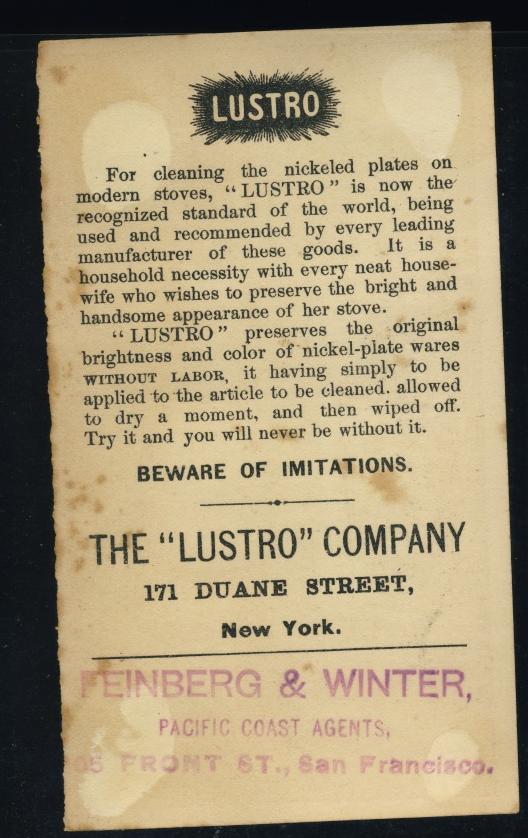 LUSTRO
For cleaning the nickeled plates on
modern stoves, "LUSTRO" is now the
recognized standard of the world, being
used and recommended by every leading
manufacturer of these goods. It is a
household necessity with every neat house-
wife who wishes to preserve the bright and
handsome appearance of her stove.
"LUSTRO" preserves the original
brightness and color of nickel-plate wares
WITHOUT LABOR, it having simply to be
applied to the article to be cleaned. allowed
to dry a moment, and then wiped off.
Try it and you will never be without it.
BEWARE OF IMITATIONS.
THE "LUSTRO" COMPANY
171 DUANE STREET,
New York.
FEINBERG & WINTER,
PACIFIC COAST AGENTS,
FRONT ST., San Francisco.